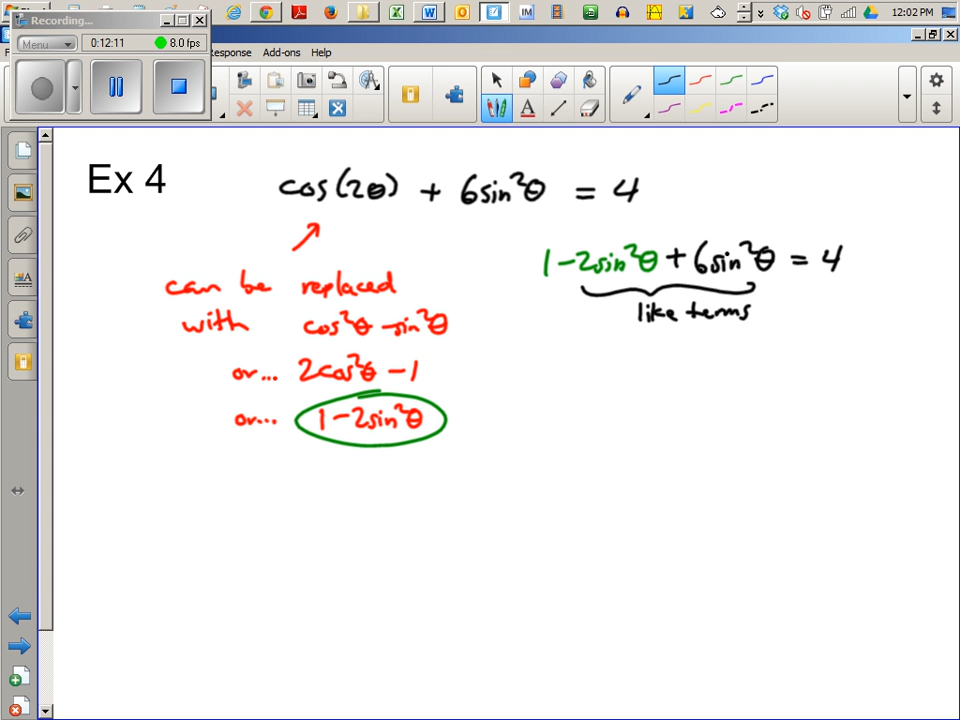 Recording...
Menu
0:12:11
8.0 fps
12:02 PM
Response Add-ons Help
Ex 4
cos(2θ) + 6sin²θ = 4
1-2sin²θ + 6sin²θ = 4
like terms
can be replaced
with cos²θ - sin²θ
or... 2cos²θ - 1
or... 1-2sin²θ